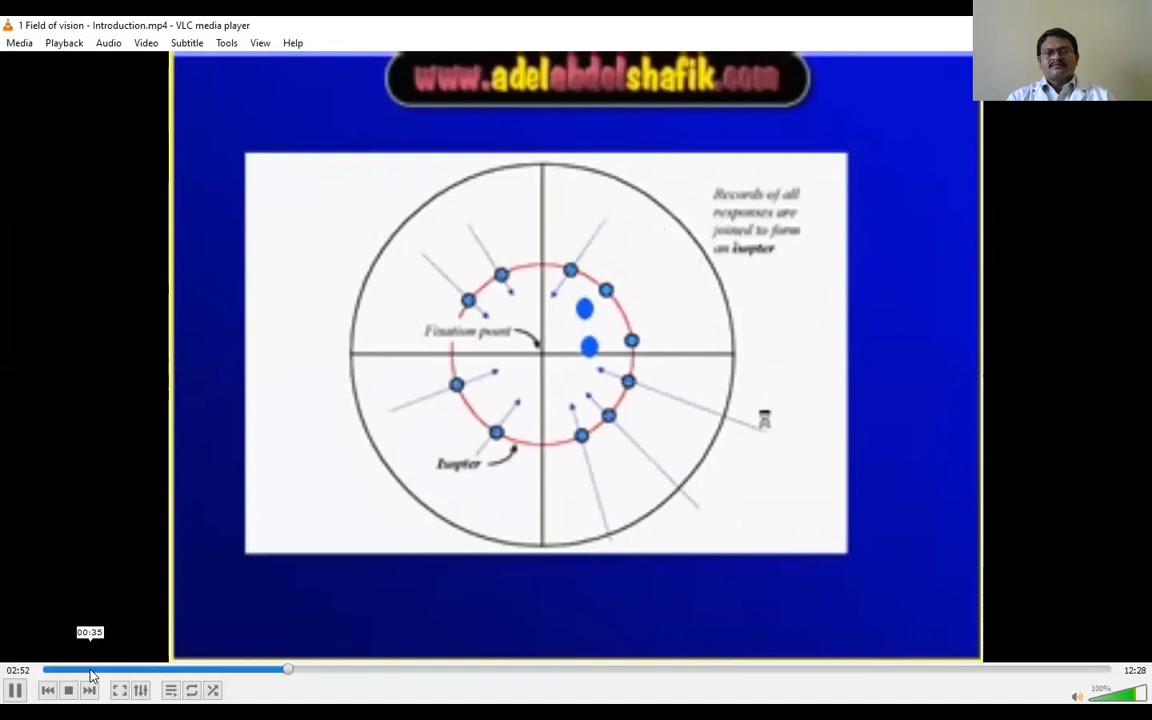 1 Field of vision - Introduction.mp4 - VLC media player
Media Playback Audio Video Subtitle Tools View Help
www.adelabdelshafik.com
Records of all
responses are
joined to form
an isopter
Fixation point
Isopter
00:35
02:52
12:28
100%